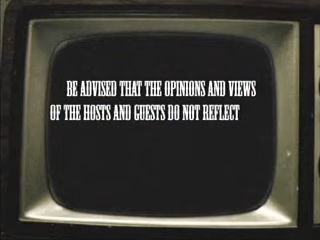 BE ADVISED THAT THE OPINIONS AND VIEWS
OF THE HOSTS AND GUESTS DO NOT REFLECT